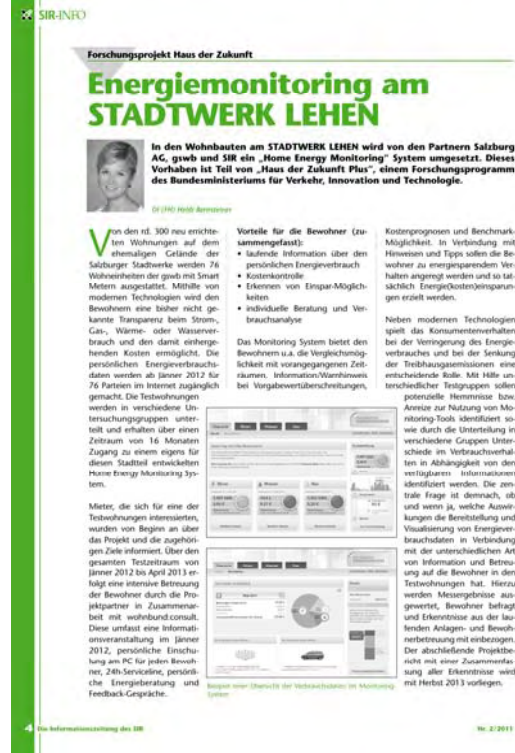 SIR-INFO
Forschungsprojekt Haus der Zukunft
Energiemonitoring am
STADTWERK LEHEN
In den Wohnbauten am STADTWERK LEHEN wird von den Partnern Salzburg
AG, gswb und SIR ein „Home Energy Monitoring“ System umgesetzt. Dieses
Vorhaben ist Teil von „Haus der Zukunft Plus“, einem Forschungsprogramm
des Bundesministeriums für Verkehr, Innovation und Technologie.
DI (FH) Heidi
Von den rd. 300 neu errichte-
ten Wohnungen auf dem
ehemaligen Gelände der
Salzburger Stadtwerke werden 76
Wohneinheiten der gswb mit Smart
Metern ausgestattet. Mithilfe von
modernen Technologien wird den
Bewohnern eine bisher nicht ge-
kannte Transparenz beim Strom-,
Gas-, Wärme- oder Wasserver-
brauch und den damit einherge-
henden Kosten ermöglicht. Die
persönlichen Energieverbrauchs-
daten werden ab Jänner 2012 für
76 Parteien im Internet zugänglich
gemacht. Die Testwohnungen
werden in verschiedene Un-
tersuchungsgruppen unter-
teilt und erhalten über einen
Zeitraum von 16 Monaten
Zugang zu einem eigens für
diesen Stadtteil entwickelten
Home Energy Monitoring Sys-
tem.
Mieter, die sich für eine der
Testwohnungen interessierten,
wurden von Beginn an über
das Projekt und die zugehöri-
gen Ziele informiert. Über den
gesamten Testzeitraum von
Jänner 2012 bis April 2013 er-
folgt eine intensive Betreuung
der Bewohner durch die Pro-
jektpartner in Zusammenar-
beit mit wohnbund:consult.
Diese umfasst eine Informati-
onsveranstaltung im Jänner
2012, persönliche Einschu-
lung am PC für jeden Bewoh-
ner, 24h-Serviceline, persönli-
che Energieberatung und
Feedback-Gespräche.
Vorteile für die Bewohner (zu-
sammengefasst):
• laufende Information über den
persönlichen Energieverbrauch
• Kostenkontrolle
• Erkennen von Einspar-Möglich-
keiten
• individuelle Beratung und Ver-
brauchsanalyse
Das Monitoring System bietet den
Bewohnern u.a. die Vergleichsmög-
lichkeit mit vorangegangenen Zeit-
räumen, Information/Warnhinweis
bei Vorgabewertüberschreitungen,
Beispiel einer Übersicht der Verbrauchsdaten im Monitoring-
System
Kostenprognosen und Benchmark-
Möglichkeit. In Verbindung mit
Hinweisen und Tipps sollen die Be-
wohner zu energiesparendem Ver-
halten angeregt werden und so tat-
sächlich Energie(kosten)einsparun-
gen erzielt werden.
Neben modernen Technologien
spielt das Konsumentenverhalten
bei der Verringerung des Energie-
verbrauches und bei der Senkung
der Treibhausgasemissionen eine
entscheidende Rolle. Mit Hilfe un-
terschiedlicher Testgruppen sollen
potenzielle Hemmnisse bzw.
Anreize zur Nutzung von Mo-
nitoring-Tools identifiziert so-
wie durch die Unterteilung in
verschiedene Gruppen Unter-
schiede im Verbrauchsverhal-
ten in Abhängigkeit von den
verfügbaren Informationen
identifiziert werden. Die zen-
trale Frage ist demnach, ob
und wenn ja, welche Auswir-
kungen die Bereitstellung und
Visualisierung von Energiever-
brauchsdaten in Verbindung
mit der unterschiedlichen Art
von Information und Betreu-
ung auf die Bewohner in den
Testwohnungen hat. Hierzu
werden Messergebnisse aus-
gewertet, Bewohner befragt
und Erkenntnisse aus der lau-
fenden Anlagen- und Bewoh-
nerbetreuung mit einbezogen.
Der abschließende Projektbe-
richt mit einer Zusammenfas-
sung aller Erkenntnisse wird
mit Herbst 2013 vorliegen.
4 Die Informationszeitung des SIR
Nr. 2/2011